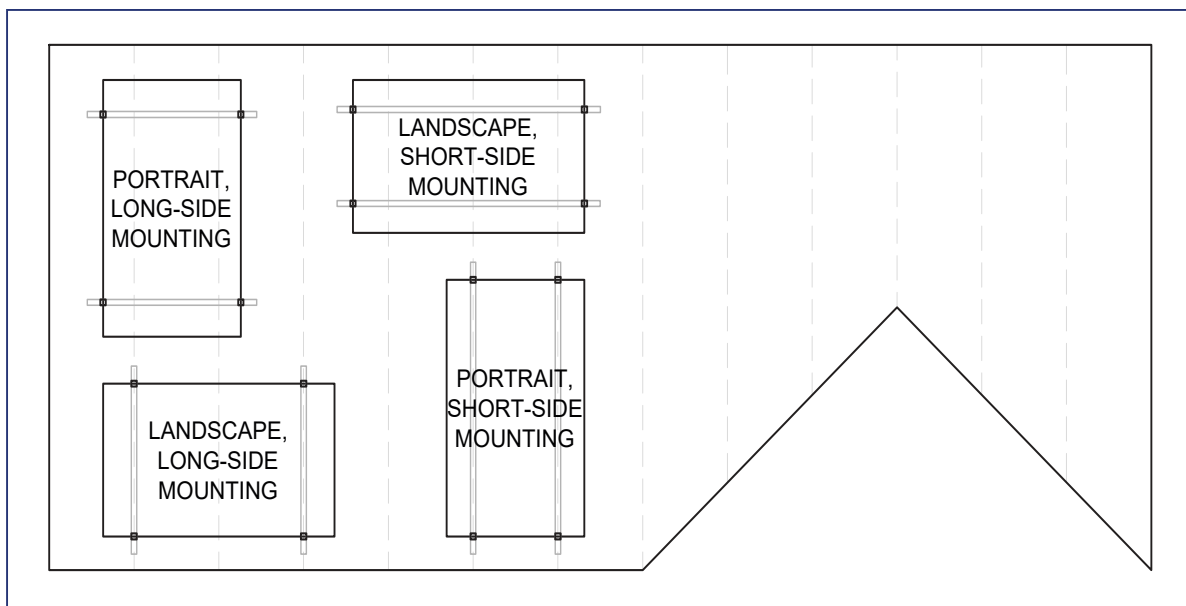 PORTRAIT,
LONG-SIDE
MOUNTING
LANDSCAPE,
SHORT-SIDE
MOUNTING
LANDSCAPE,
LONG-SIDE
MOUNTING
PORTRAIT,
SHORT-SIDE
MOUNTING